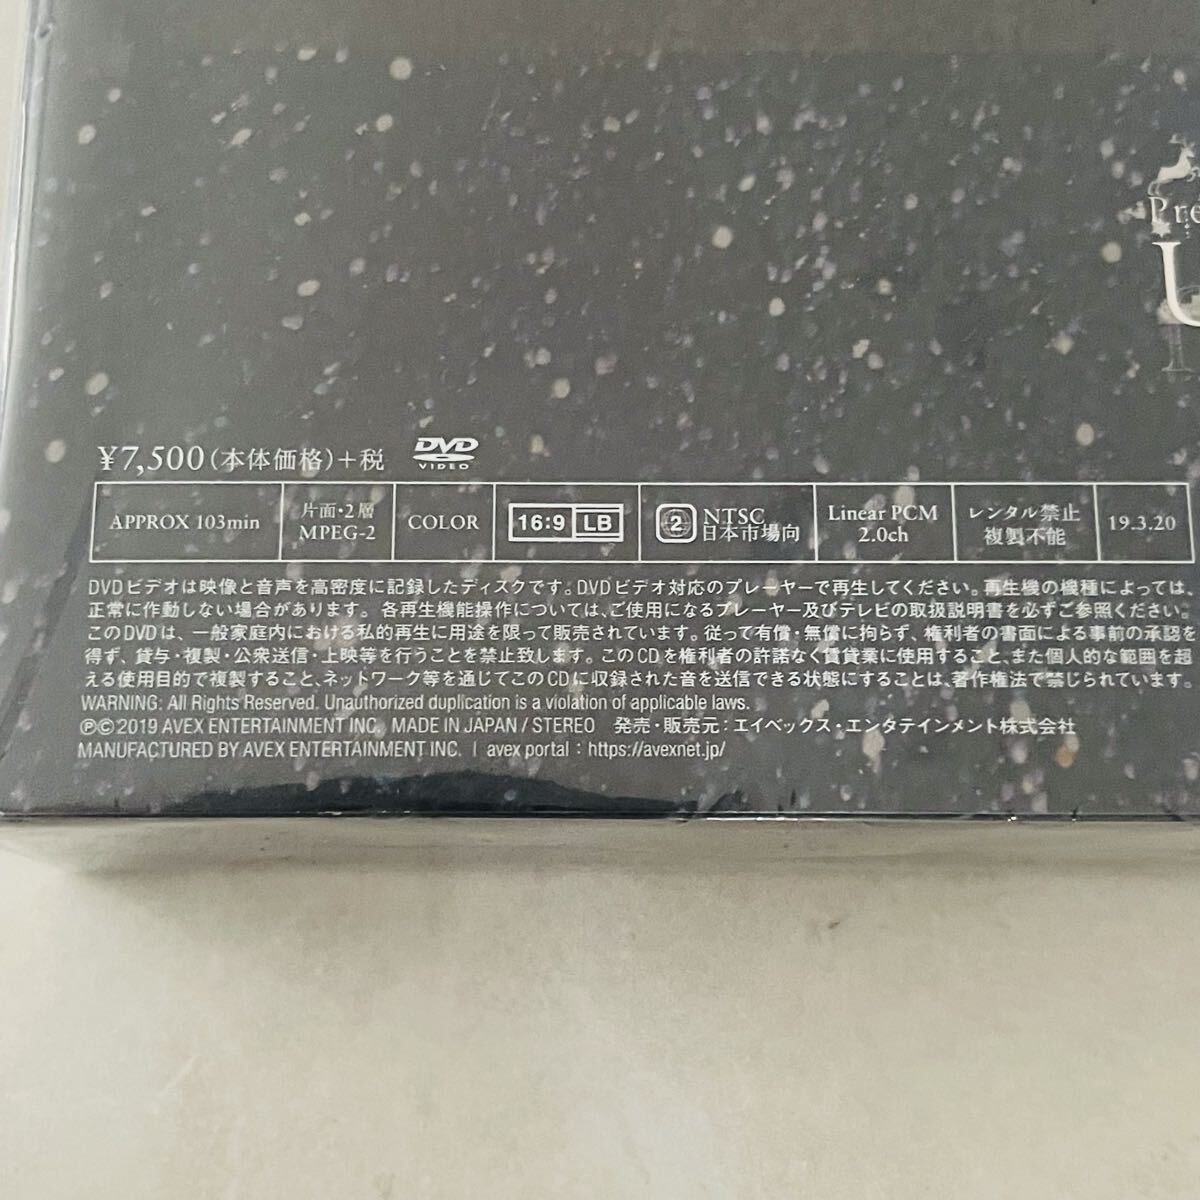 Pre
U
¥7,500(本体価格)+税 DVD VIDEO
APPROX 103min
片面・2層
MPEG-2
COLOR
16:9 LB
2 NTSC
日本市場向
Linear PCM
2.0ch
レンタル禁止
複製不能
19.3.20
DVDビデオは映像と音声を高密度に記録したディスクです。DVDビデオ対応のプレーヤーで再生してください。再生機の機種によっては、
正常に作動しない場合があります。各再生機能操作については、ご使用になるプレーヤー及びテレビの取扱説明書を必ずご参照ください。
このDVDは、一般家庭内における私的再生に用途を限って販売されています。従って有償・無償に拘らず、権利者の書面による事前の承認を
得ず、貸与・複製・公衆送信・上映等を行うことを禁止致します。このCDを権利者の許諾なく賃貸業に使用すること、また個人的な範囲を超
える使用目的で複製すること、ネットワーク等を通じてこのCDに収録された音を送信できる状態にすることは、著作権法で禁じられています。
WARNING: All Rights Reserved. Unauthorized duplication is a violation of applicable laws.
Ⓟ©2019 AVEX ENTERTAINMENT INC. MADE IN JAPAN / STEREO 発売・販売元：エイベックス・エンタテインメント株式会社
MANUFACTURED BY AVEX ENTERTAINMENT INC. | avex portal : https://avexnet.jp/